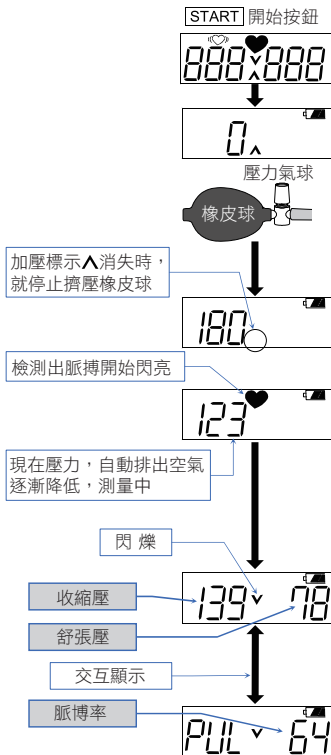 START 開始按鈕
888 888
0
壓力氣球
橡皮球
加壓標示∧消失時，
就停止擠壓橡皮球
180
檢測出脈搏開始閃亮
123
現在壓力，自動排出空氣
逐漸降低，測量中
閃爍
收縮壓
139 78
舒張壓
交互顯示
脈博率
PUL 64